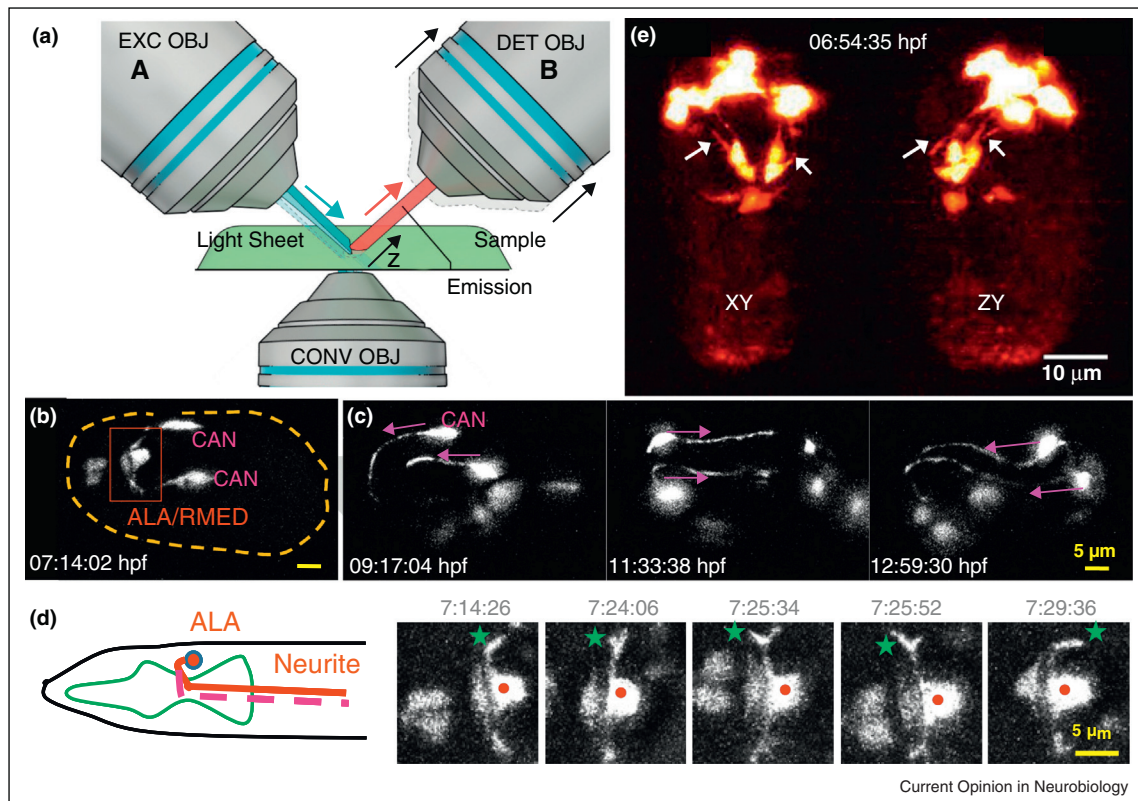 (a)
EXC OBJ
A
DET OBJ
B
Light Sheet
Sample
Z
Emission
CONV OBJ
(e)
06:54:35 hpf
XY
ZY
10 µm
(b)
CAN
CAN
ALA/RMED
07:14:02 hpf
(c)
CAN
09:17:04 hpf
11:33:38 hpf
12:59:30 hpf
5 µm
(d)
ALA
Neurite
7:14:26
7:24:06
7:25:34
7:25:52
7:29:36
5 µm
Current Opinion in Neurobiology